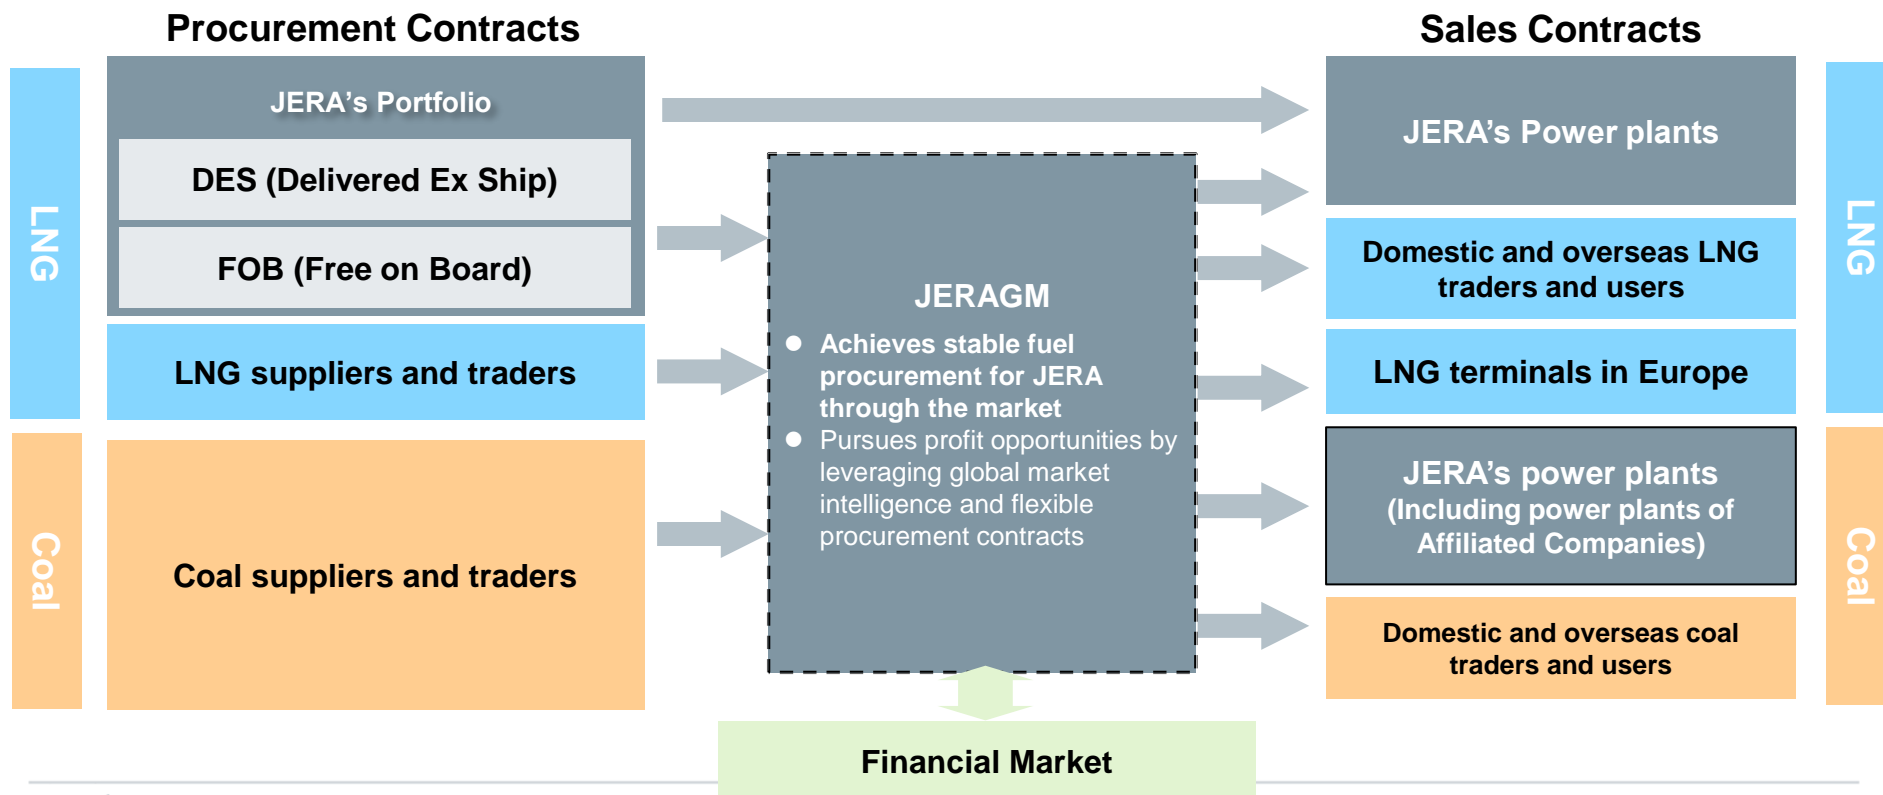 Procurement Contracts
Sales Contracts
LNG
JERA’s Portfolio
DES (Delivered Ex Ship)
FOB (Free on Board)
LNG suppliers and traders
Coal
Coal suppliers and traders
JERAGM
● Achieves stable fuel
procurement for JERA
through the market
● Pursues profit opportunities by
leveraging global market
intelligence and flexible
procurement contracts
Financial Market
JERA’s Power plants
Domestic and overseas LNG
traders and users
LNG terminals in Europe
LNG
JERA’s power plants
(Including power plants of
Affiliated Companies)
Domestic and overseas coal
traders and users
Coal